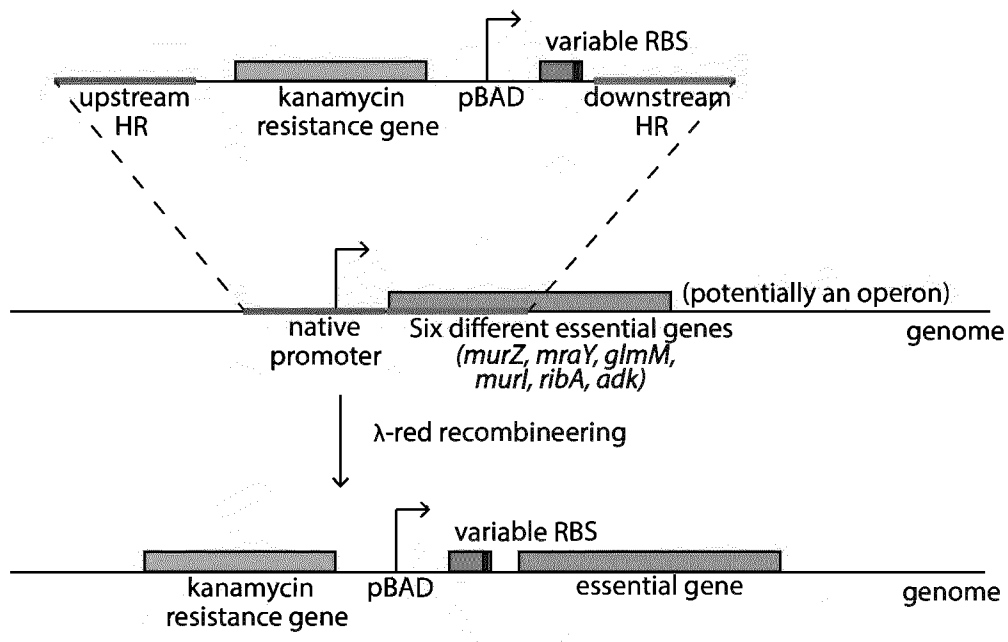 variable RBS
upstream
HR
kanamycin
resistance gene
pBAD
downstream
HR
(potentially an operon)
native
promoter
Six different essential genes
(murZ, mraY, glmM,
murI, ribA, adk)
genome
λ-red recombineering
variable RBS
kanamycin
resistance gene
pBAD
essential gene
genome